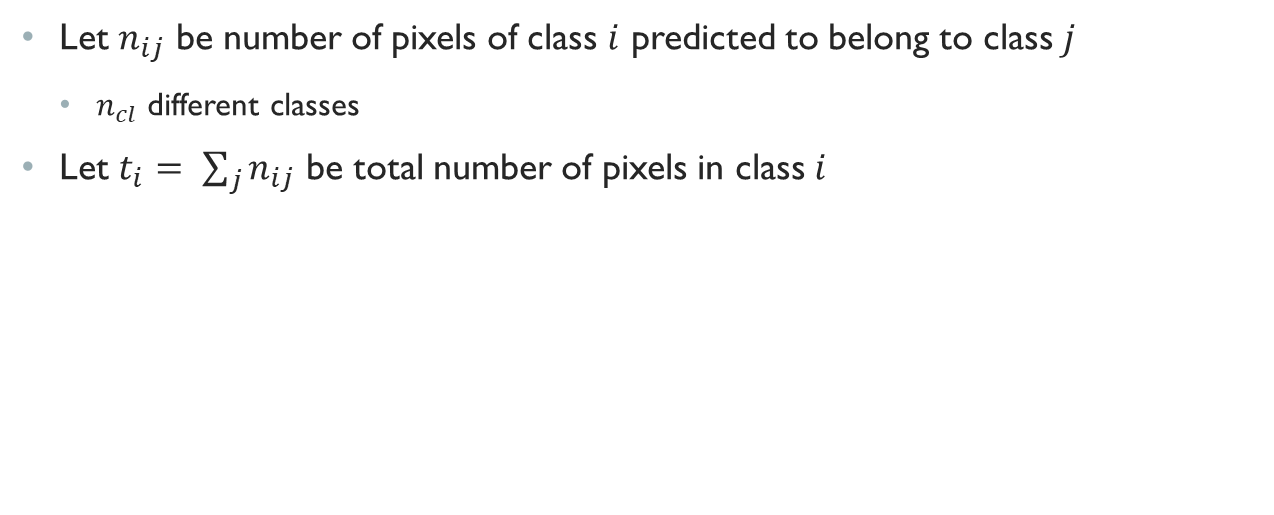 • Let n_{ij} be number of pixels of class i predicted to belong to class j
• n_{cl} different classes
• Let t_i = ∑_j n_{ij} be total number of pixels in class i